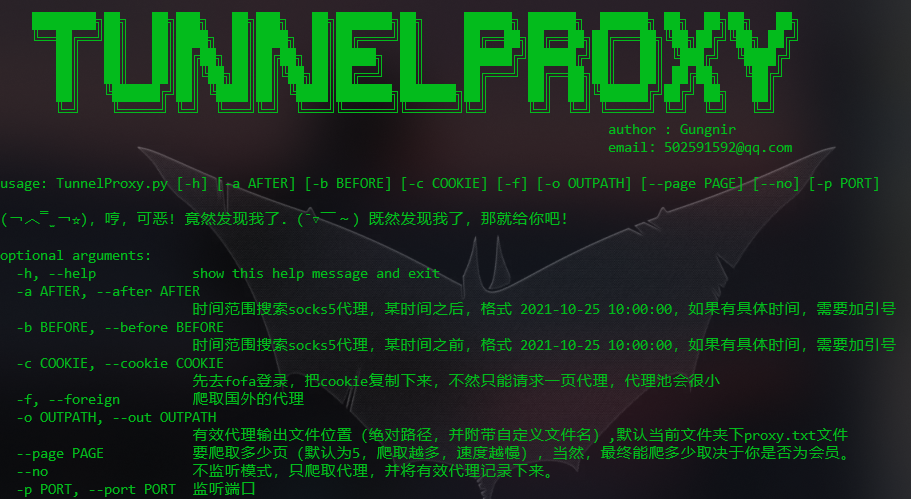 TUNNELPROXY
author : Gungnir
email: 502591592@qq.com
usage: TunnelProxy.py [-h] [-a AFTER] [-b BEFORE] [-c COOKIE] [-f] [-o OUTPATH] [--page PAGE] [--no] [-p PORT]
(￢︿̫̿￢☆)，哼，可恶！竟然发现我了. (￣▽￣～) 既然发现我了，那就给你吧！
optional arguments:
-h, --help show this help message and exit
-a AFTER, --after AFTER
时间范围搜索socks5代理，某时间之后，格式 2021-10-25 10:00:00，如果有具体时间，需要加引号
-b BEFORE, --before BEFORE
时间范围搜索socks5代理，某时间之前，格式 2021-10-25 10:00:00，如果有具体时间，需要加引号
-c COOKIE, --cookie COOKIE
先去fofa登录，把cookie复制下来，不然只能请求一页代理，代理池会很小
-f, --foreign 爬取国外的代理
-o OUTPATH, --out OUTPATH
有效代理输出文件位置（绝对路径，并附带自定义文件名）,默认当前文件夹下proxy.txt文件
--page PAGE 要爬取多少页（默认为5，爬取越多，速度越慢）, 当然，最终能爬多少取决于你是否为会员。
--no 不监听模式，只爬取代理，并将有效代理记录下来。
-p PORT, --port PORT 监听端口